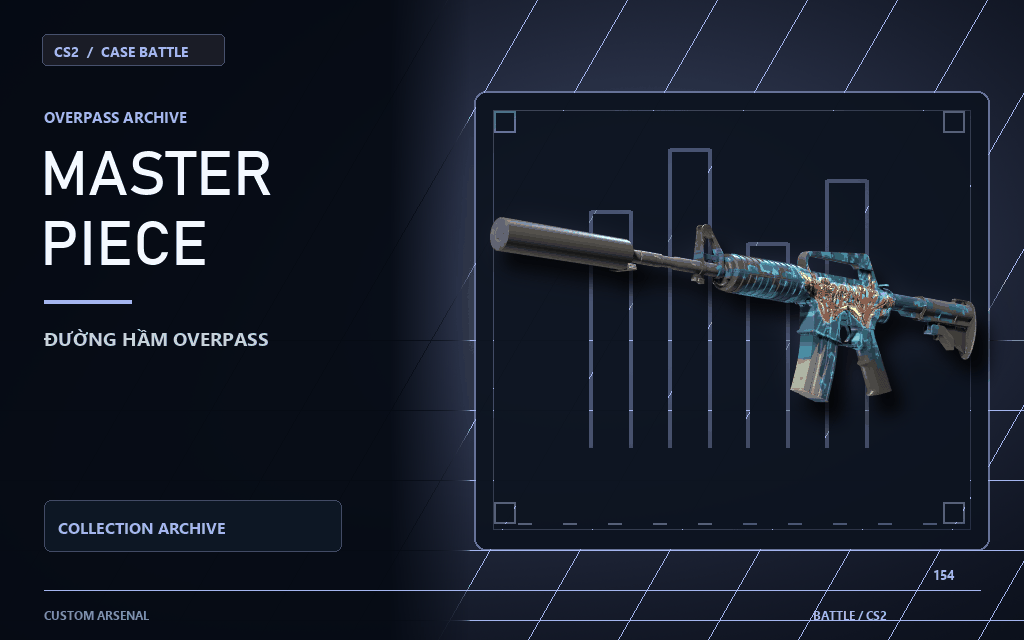 CS2 / CASE BATTLE
OVERPASS ARCHIVE
MASTER
PIECE
ĐƯỜNG HẦM OVERPASS
COLLECTION ARCHIVE
154
CUSTOM ARSENAL
BATTLE / CS2